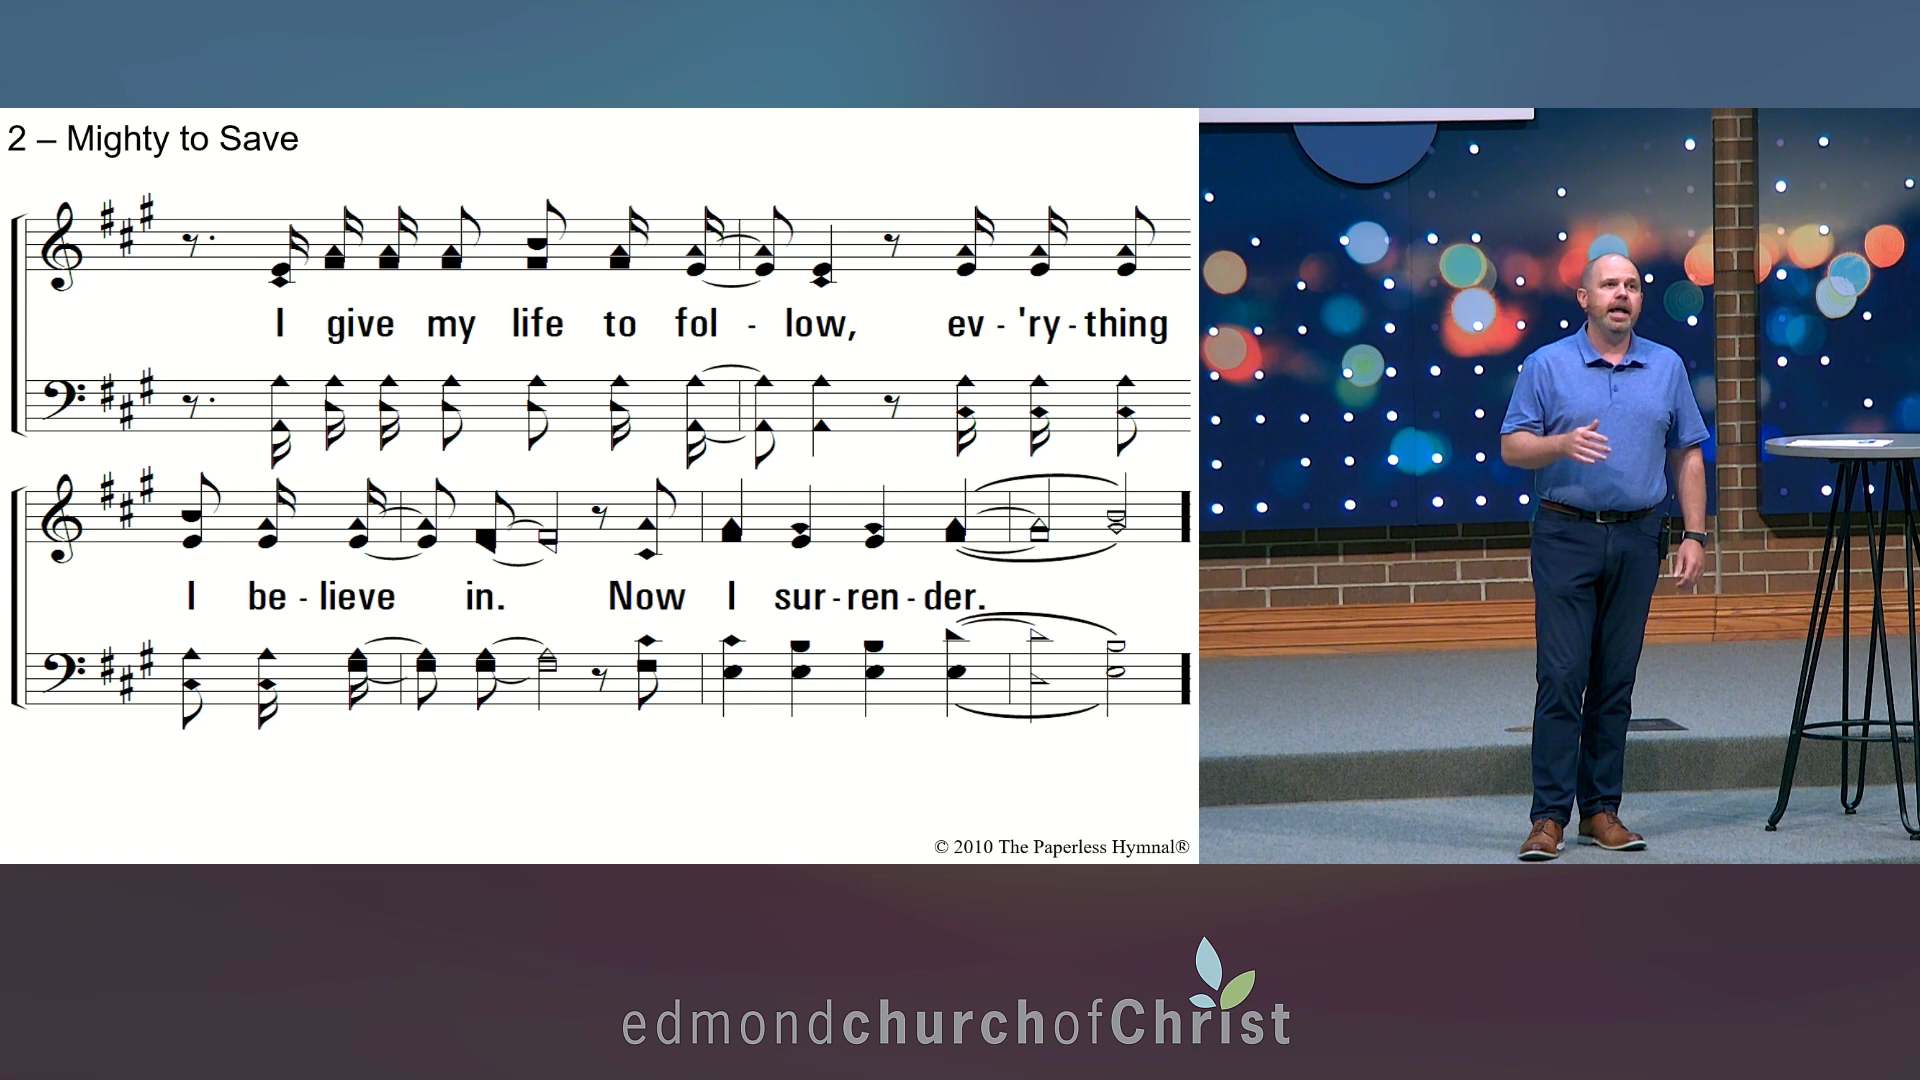 2 – Mighty to Save
I give my life to fol - low, ev - 'ry - thing
I be - lieve in. Now I sur - ren - der.
© 2010 The Paperless Hymnal®
edmondchurchofChrist